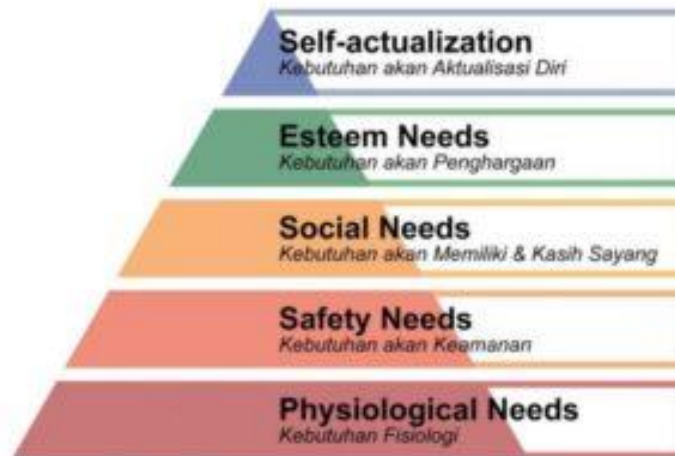 Self-actualization
Kebutuhan akan Aktualisasi Diri
Esteem Needs
Kebutuhan akan Penghargaan
Social Needs
Kebutuhan akan Memiliki & Kasih Sayang
Safety Needs
Kebutuhan akan Keamanan
Physiological Needs
Kebutuhan Fisiologi